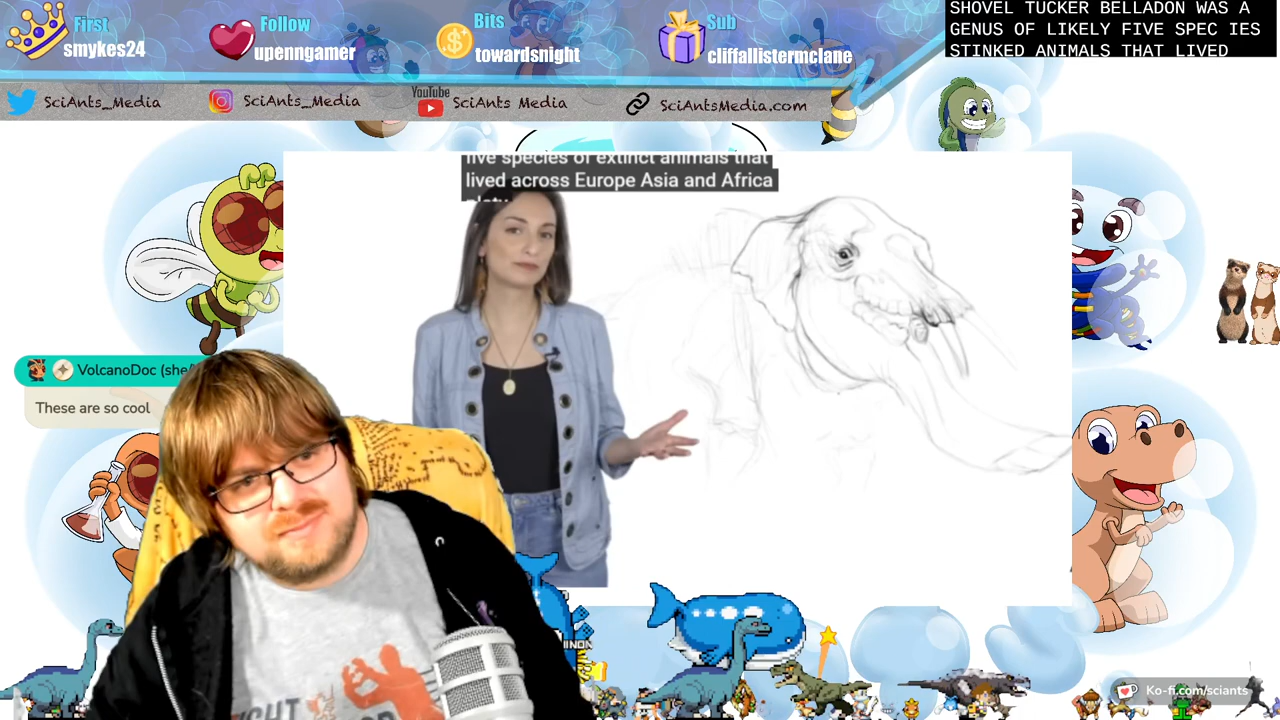 First
smykes24
Follow
upenngamer
Bits
towardsnight
Sub
cliffallistermclane
SHOVEL TUCKER BELLADON WAS A
GENUS OF LIKELY FIVE SPEC IES
STINKED ANIMALS THAT LIVED
SciAnts_Media
SciAnts_Media
YouTube
SciAnts Media
SciAntsMedia.com
five species of extinct animals that
lived across Europe Asia and Africa
VolcanoDoc (she/
These are so cool
Ko-fi.com/sciants